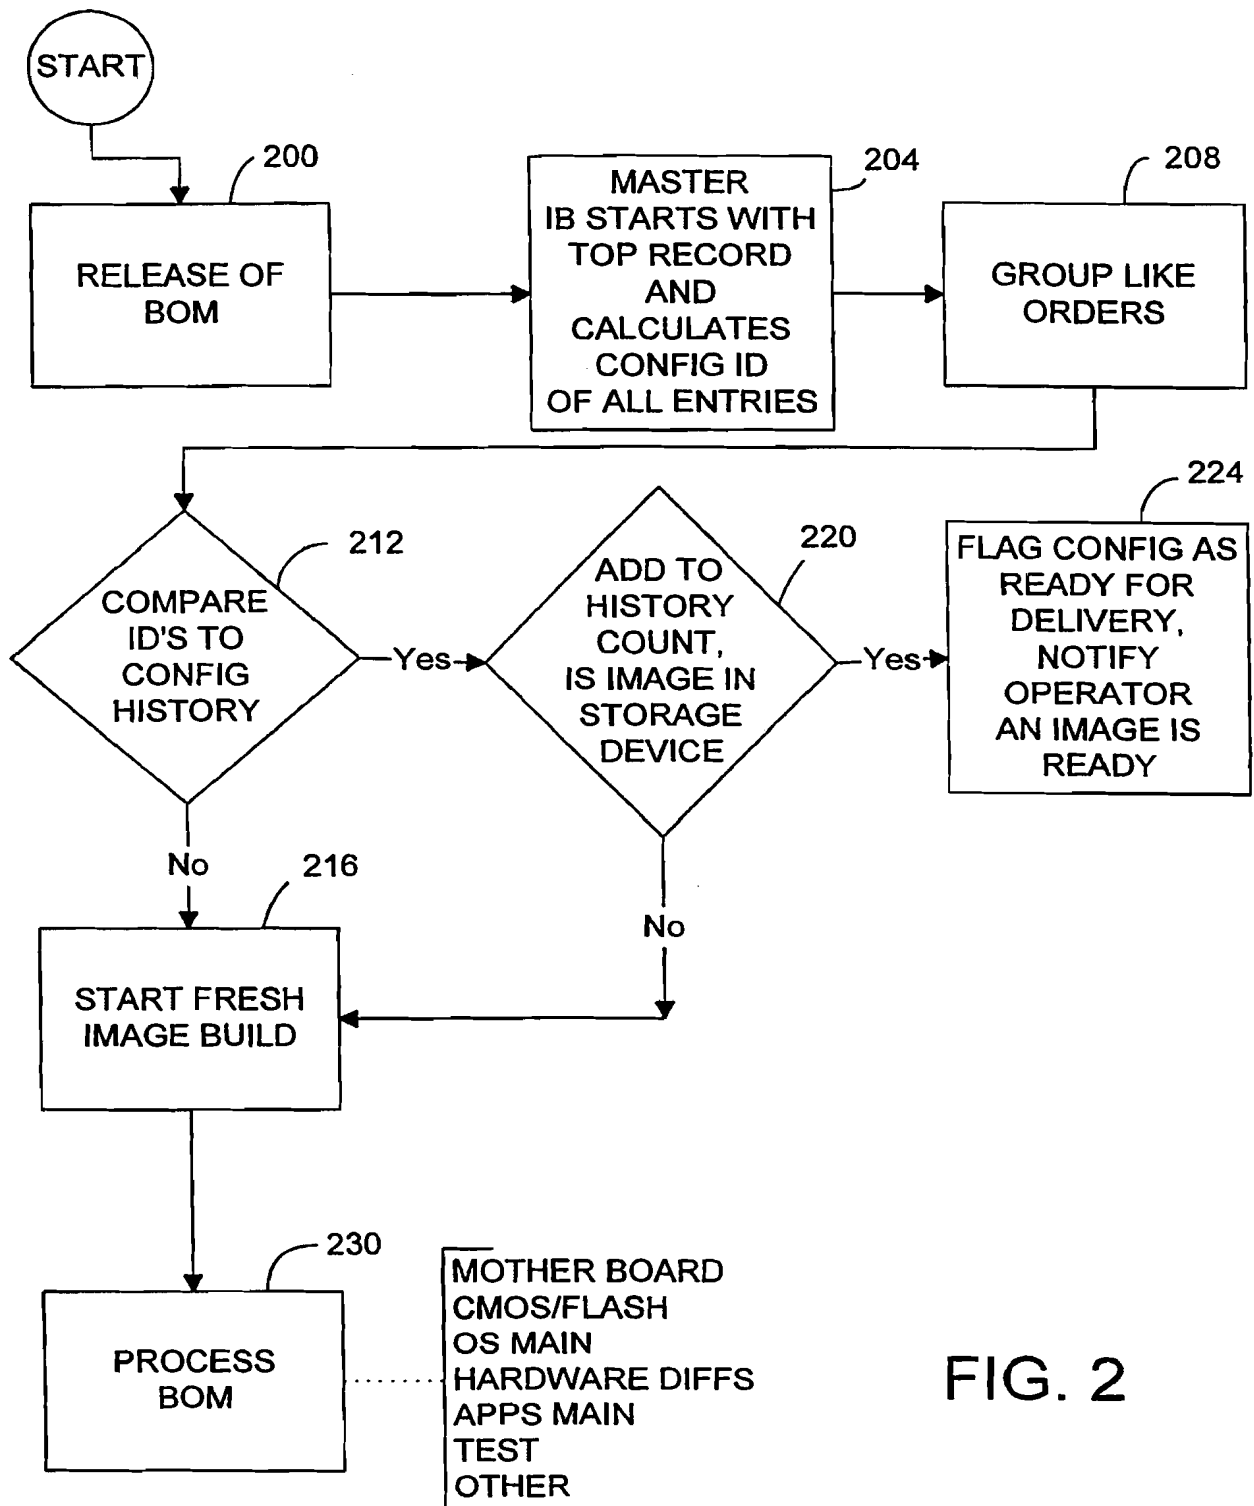 START
200
RELEASE OF
BOM
204
MASTER
IB STARTS WITH
TOP RECORD
AND
CALCULATES
CONFIG ID
OF ALL ENTRIES
208
GROUP LIKE
ORDERS
212
COMPARE
ID'S TO
CONFIG
HISTORY
Yes
No
220
ADD TO
HISTORY
COUNT,
IS IMAGE IN
STORAGE
DEVICE
Yes
No
224
FLAG CONFIG AS
READY FOR
DELIVERY,
NOTIFY
OPERATOR
AN IMAGE IS
READY
216
START FRESH
IMAGE BUILD
230
PROCESS
BOM
MOTHER BOARD
CMOS/FLASH
OS MAIN
HARDWARE DIFFS
APPS MAIN
TEST
OTHER
FIG. 2